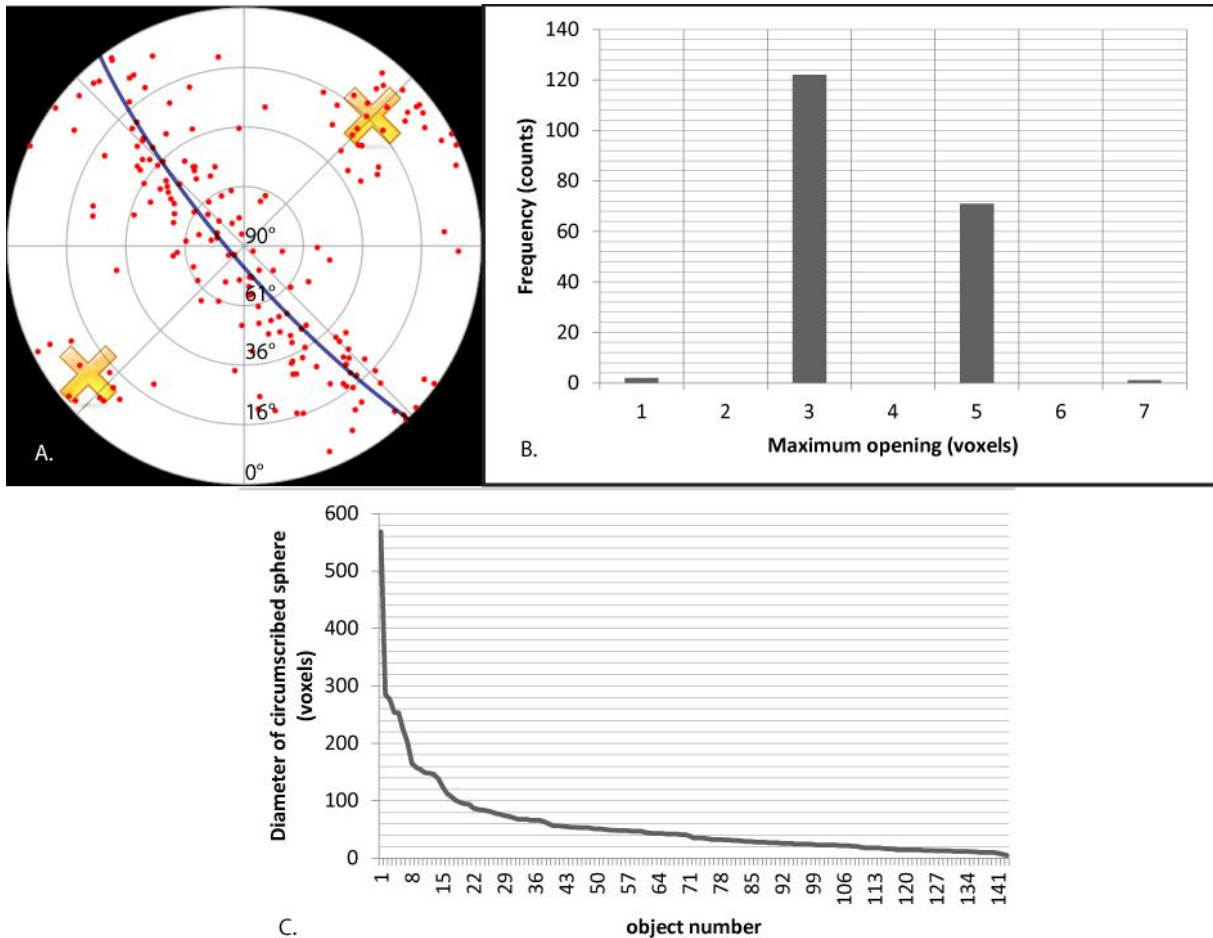 90°
61°
36°
16°
0°
A.
140
120
100
80
60
40
20
0
Frequency (counts)
1 2 3 4 5 6 7
Maximum opening (voxels)
B.
600
500
400
300
200
100
0
Diameter of circumscribed sphere
(voxels)
1 8 15 22 29 36 43 50 57 64 71 78 85 92 99 106 113 120 127 134 141
object number
C.